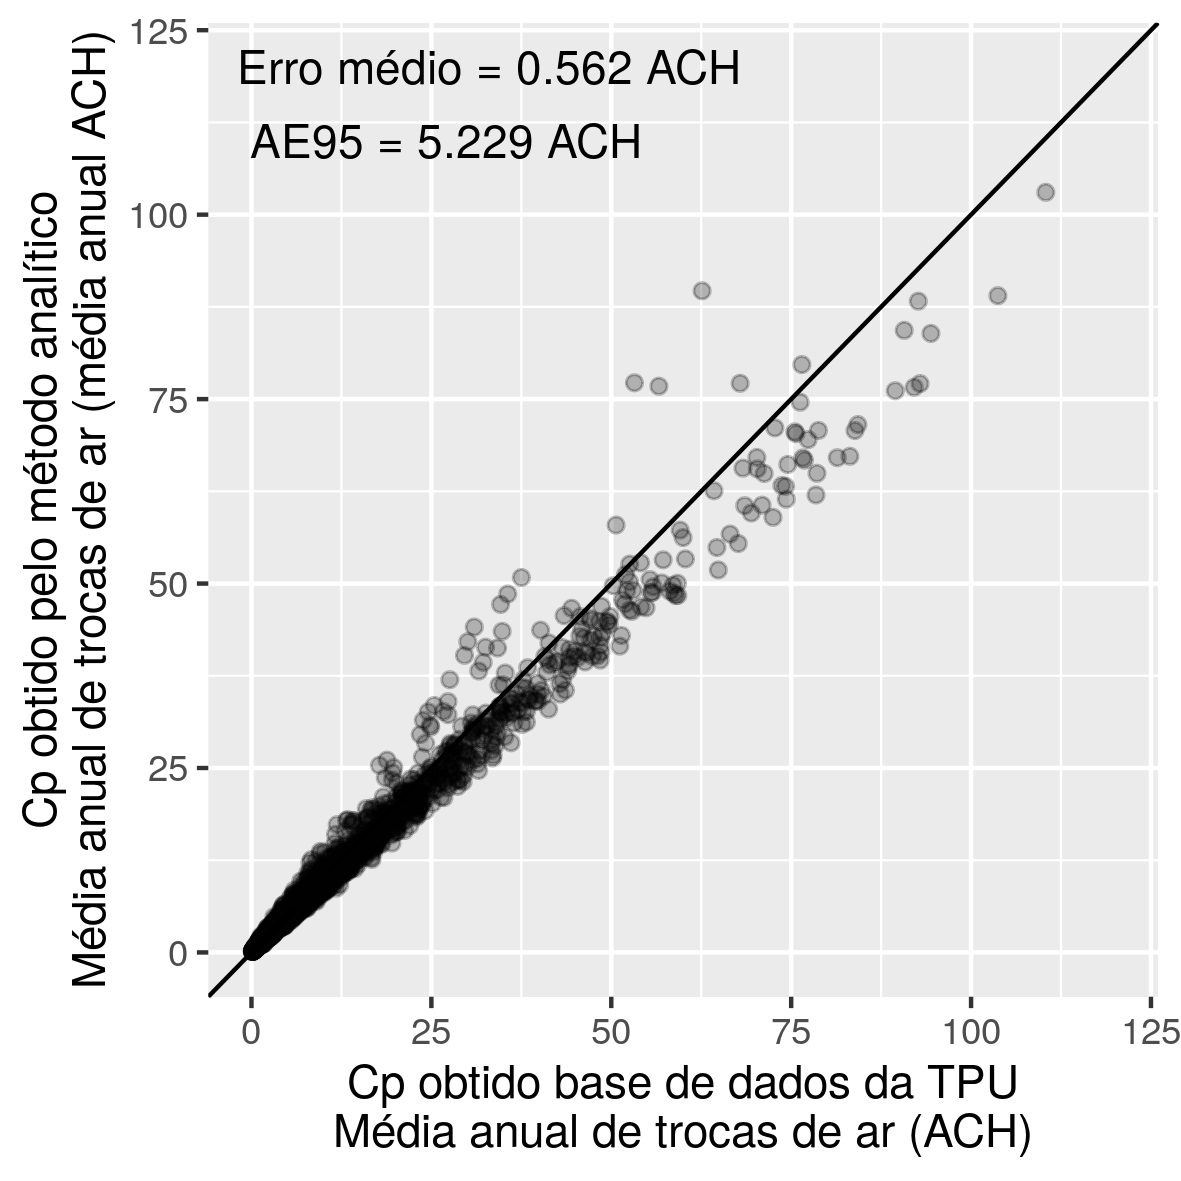 Erro médio = 0.562 ACH
AE95 = 5.229 ACH
Cp obtido pelo método analítico
Média anual de trocas de ar (média anual ACH)
125
100
75
50
25
0
0 25 50 75 100 125
Cp obtido base de dados da TPU
Média anual de trocas de ar (ACH)